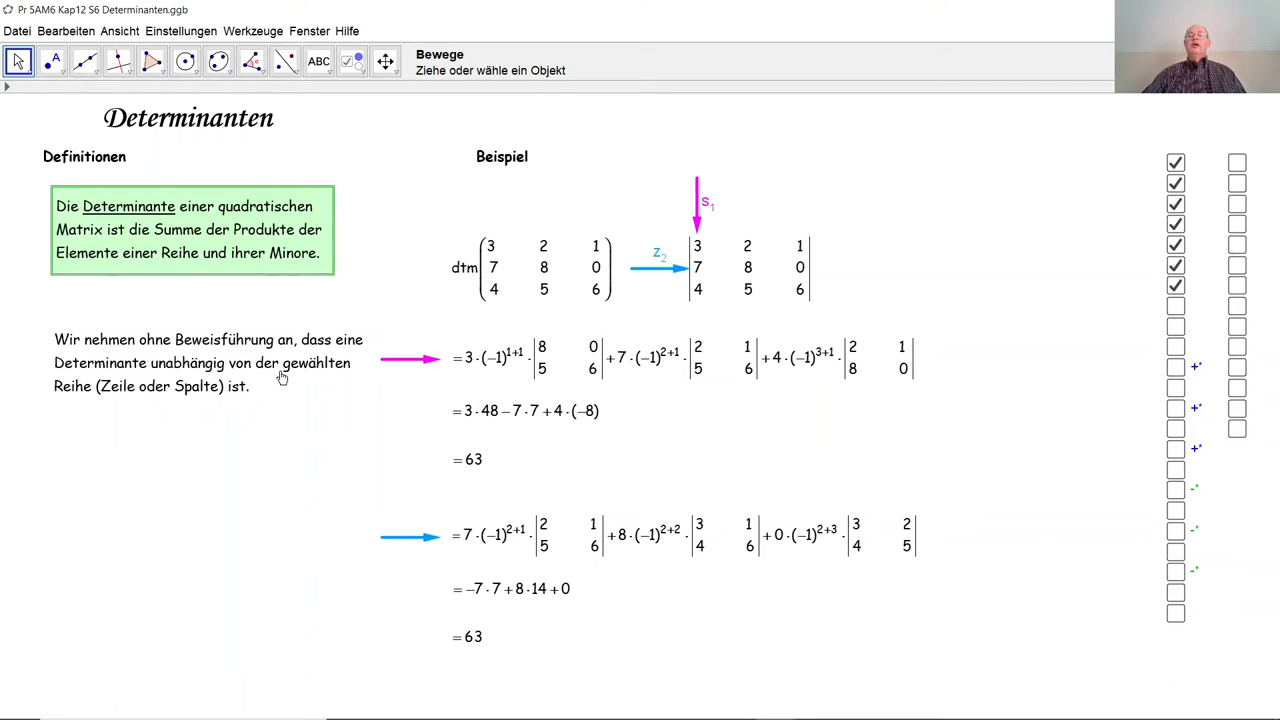 Pr 5AM6 Kap12 S6 Determinanten.ggb
Datei Bearbeiten Ansicht Einstellungen Werkzeuge Fenster Hilfe
A ABC Bewege
Ziehe oder wähle ein Objekt
Determinanten
Definitionen
Beispiel
Die Determinante einer quadratischen
Matrix ist die Summe der Produkte der
Elemente einer Reihe und ihrer Minore.
s₁
z₂
3 2 1 3 2 1
dtm 7 8 0 7 8 0
4 5 6 4 5 6
Wir nehmen ohne Beweisführung an, dass eine
Determinante unabhängig von der gewählten
Reihe (Zeile oder Spalte) ist.
= 3 · (−1)¹⁺¹ · |8 0; 5 6| + 7 · (−1)²⁺¹ · |2 1; 5 6| + 4 · (−1)³⁺¹ · |2 1; 8 0|
= 3 · 48 − 7 · 7 + 4 · (−8)
= 63
= 7 · (−1)²⁺¹ · |2 1; 5 6| + 8 · (−1)²⁺² · |3 1; 4 6| + 0 · (−1)²⁺³ · |3 2; 4 5|
= −7 · 7 + 8 · 14 + 0
= 63
+*
+*
+*
-*
-*
-*